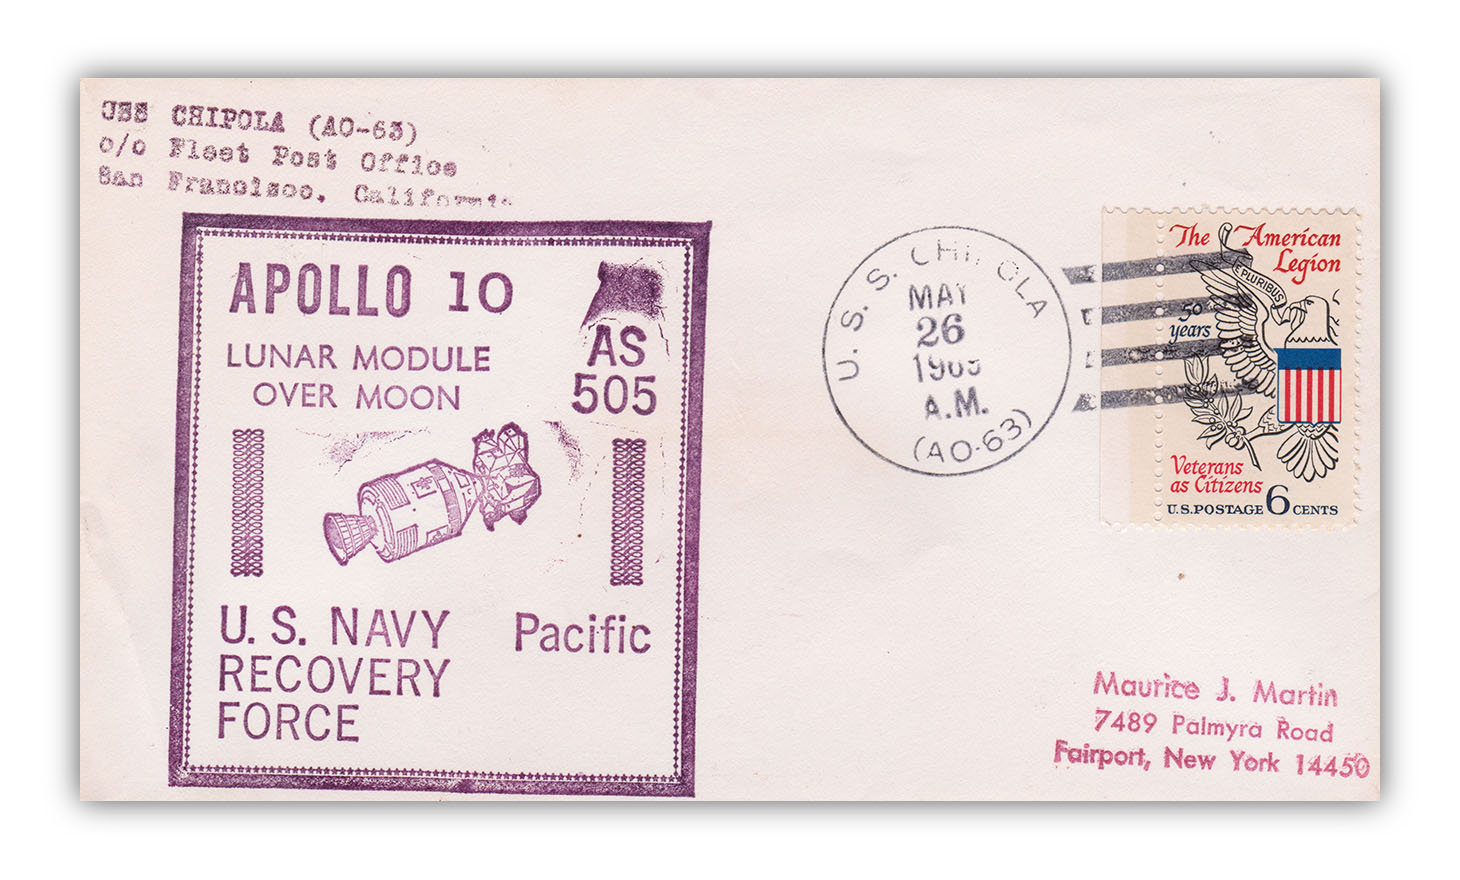 USS CHIPOLA (AO-63)
c/o Fleet Post Office
San Francisco, California
APOLLO 10
AS
505
LUNAR MODULE
OVER MOON
U. S. NAVY
RECOVERY
FORCE
Pacific
U. S. S. CHIPOLA
MAY
26
A.M.
(AO-63)
The American
Legion
E PLURIBUS
50
years
Veterans
as Citizens
U.S. POSTAGE 6 CENTS
Maurice J. Martin
7489 Palmyra Road
Fairport, New York 14450